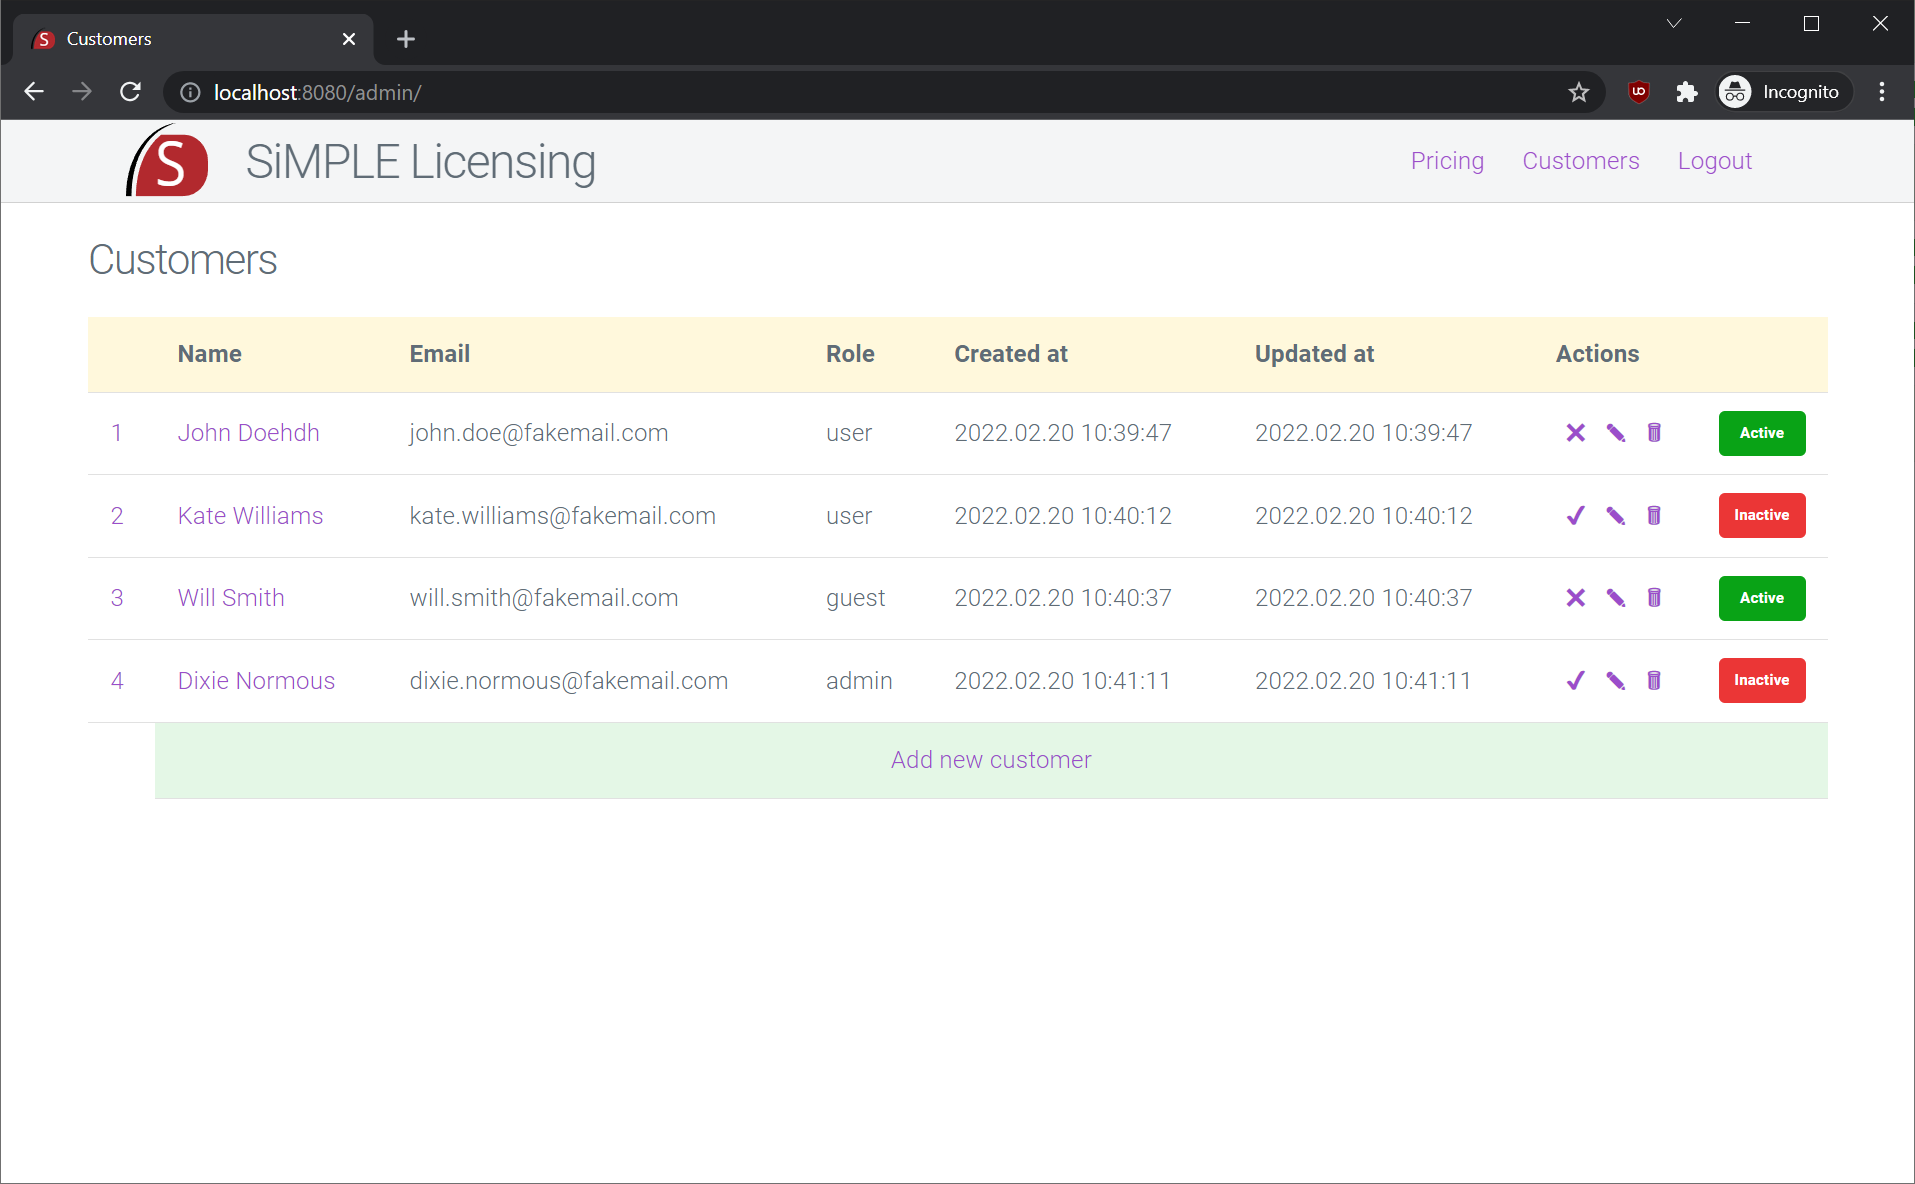 S Customers
localhost:8080/admin/ UO Incognito
S SiMPLE Licensing Pricing Customers Logout
Customers
Name Email Role Created at Updated at Actions
1 John Doehdh john.doe@fakemail.com user 2022.02.20 10:39:47 2022.02.20 10:39:47 Active
2 Kate Williams kate.williams@fakemail.com user 2022.02.20 10:40:12 2022.02.20 10:40:12 Inactive
3 Will Smith will.smith@fakemail.com guest 2022.02.20 10:40:37 2022.02.20 10:40:37 Active
4 Dixie Normous dixie.normous@fakemail.com admin 2022.02.20 10:41:11 2022.02.20 10:41:11 Inactive
Add new customer